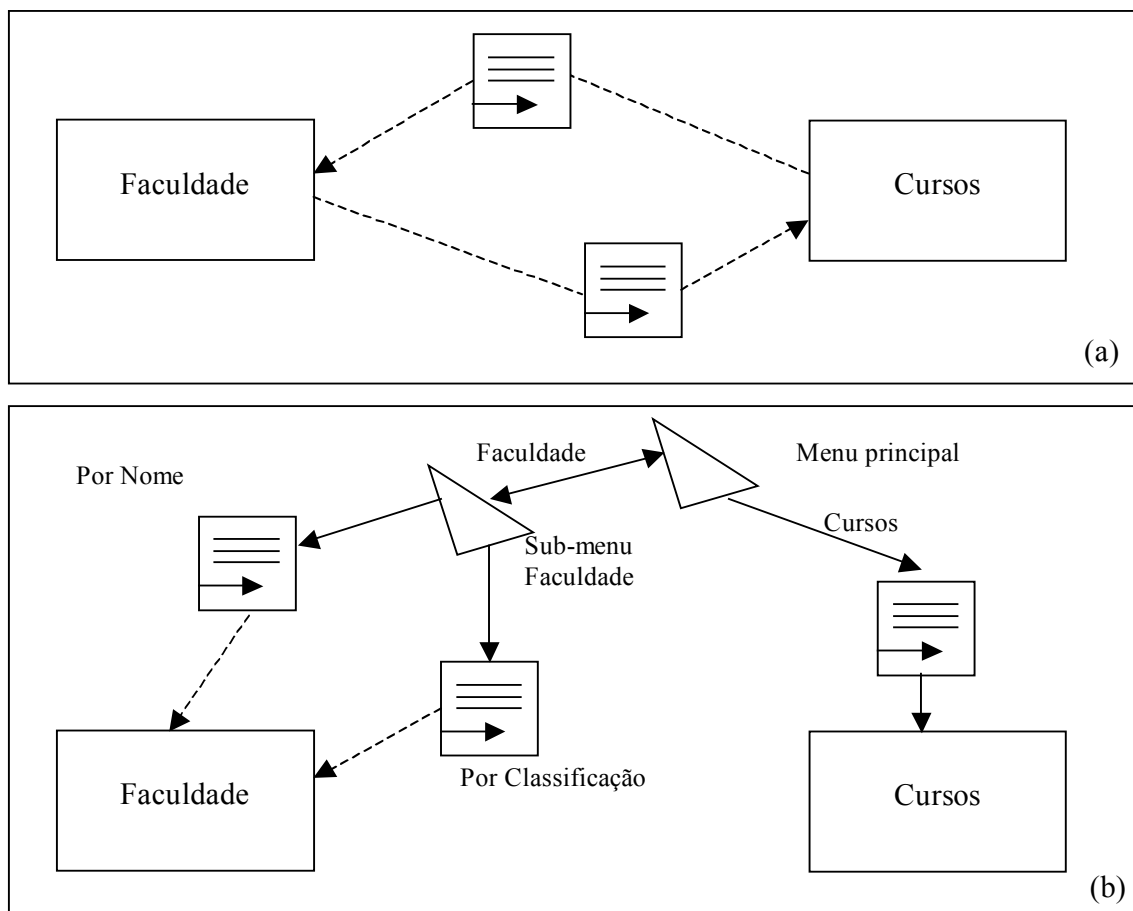 Faculdade
Cursos
(a)
Faculdade
Menu principal
Por Nome
Cursos
Sub-menu
Faculdade
Por Classificação
Faculdade
Cursos
(b)